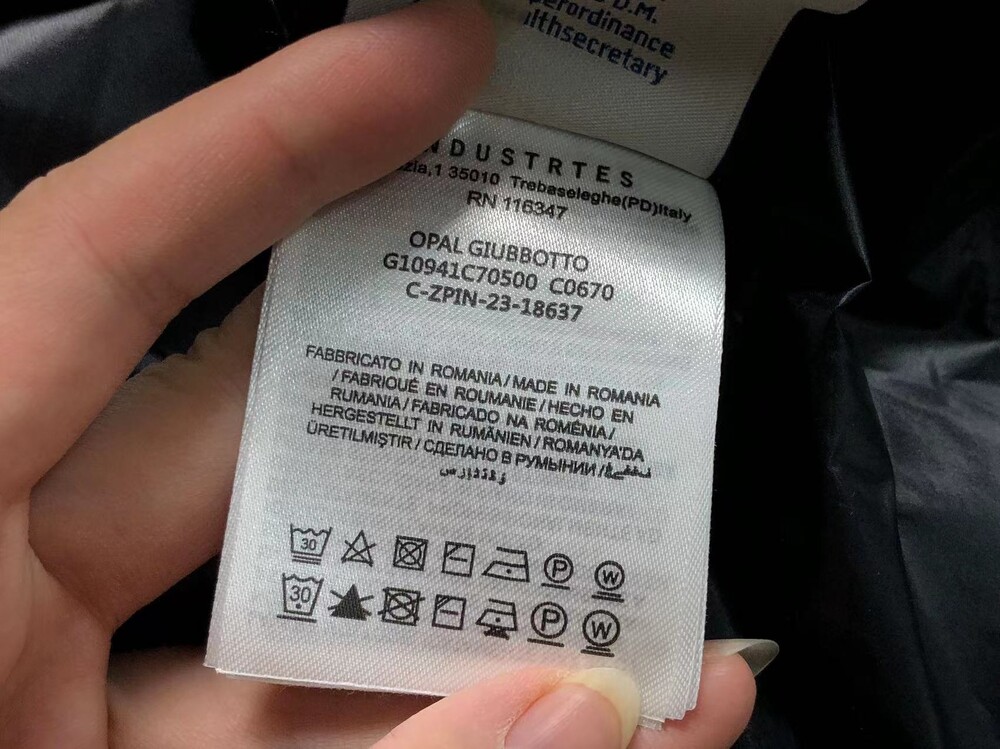 D.M.
erordinance
lthsecretary
NDUSTRTES
zia,1 35010 Trebaseleghe(PD)Italy
RN 116347
OPAL GIUBBOTTO
G10941C70500 C0670
C-ZPIN-23-18637
FABBRICATO IN ROMANIA/MADE IN ROMANIA
/FABRIQUÉ EN ROUMANIE/HECHO EN
RUMANIA/FABRICADO NA ROMÉNIA/
HERGESTELLT IN RUMÄNIEN/ROMANYA'DA
ÜRETILMIŞTIR/СДЕЛАНО В РУМЫНИИ/
30 P W
30 P W